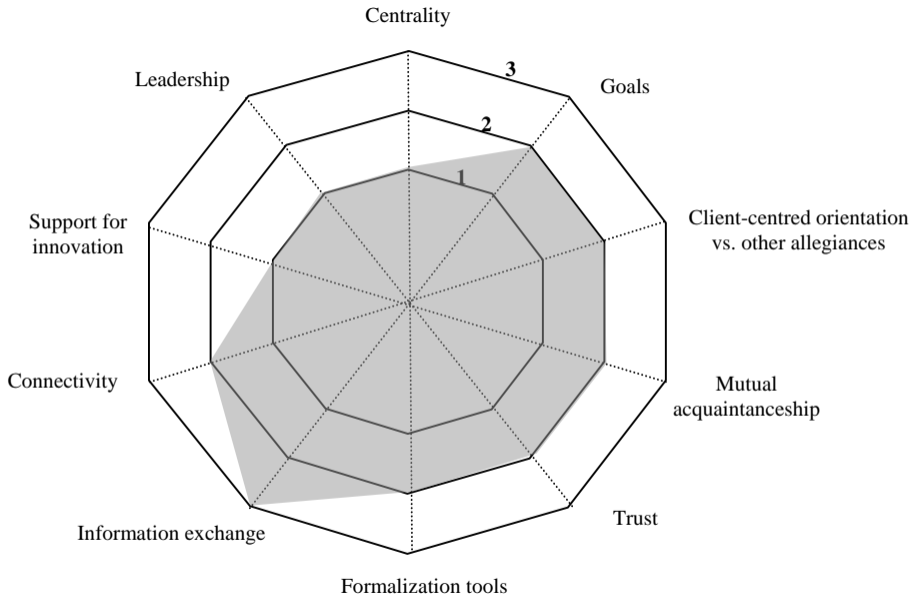 Centrality
3
Leadership
Goals
2
1
Support for
innovation
Client-centred orientation
vs. other allegiances
Connectivity
Mutual
acquaintanceship
Information exchange
Trust
Formalization tools